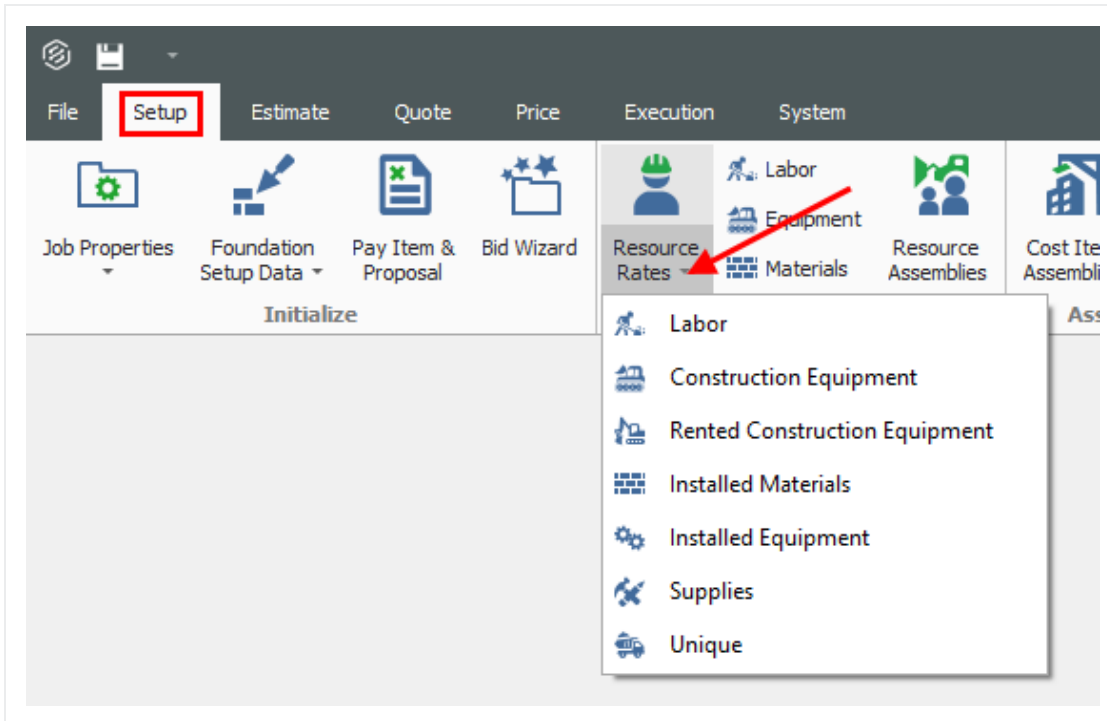 File Setup Estimate Quote Price Execution System
Labor
Equipment
Job Properties Foundation Pay Item & Bid Wizard Resource Materials Resource Cost Ite
Setup Data Proposal Rates Assemblies Assembli
Initialize Ass
Labor
Construction Equipment
Rented Construction Equipment
Installed Materials
Installed Equipment
Supplies
Unique